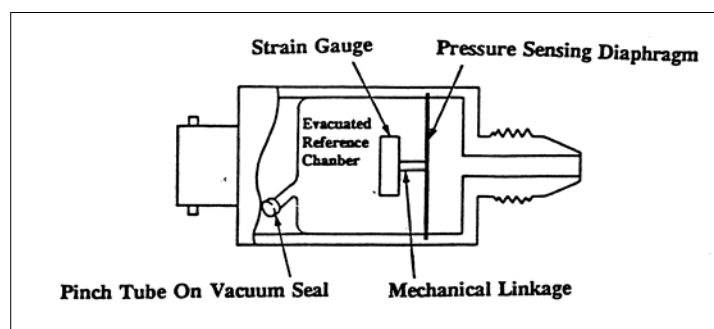 Strain Gauge
Pressure Sensing Diaphragm
Evacuated
Reference
Chanber
Pinch Tube On Vacuum Seal
Mechanical Linkage